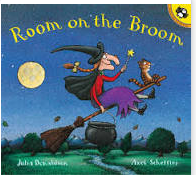 Room on the Broom
Julia Donaldson Axel Scheffler